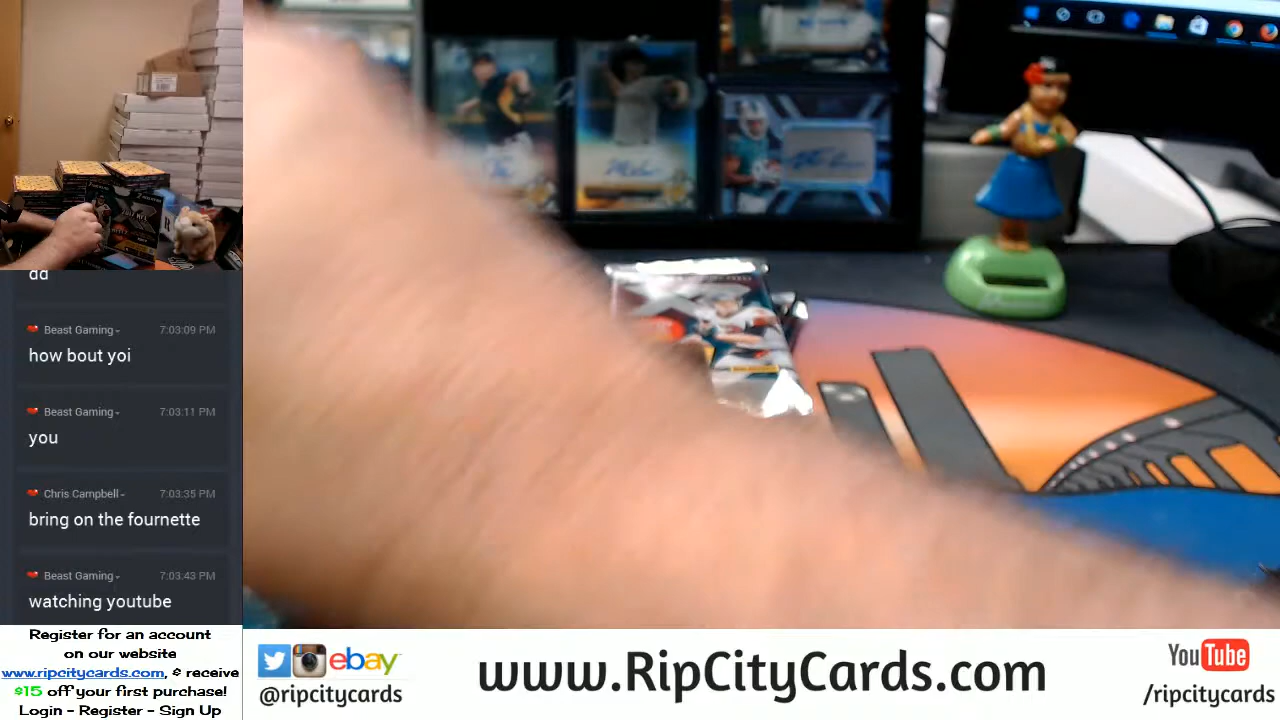 dd
Beast Gaming 7:03:09 PM
how bout yoi
Beast Gaming 7:03:11 PM
you
Chris Campbell 7:03:35 PM
bring on the fournette
Beast Gaming 7:03:43 PM
watching youtube
Register for an account
on our website
www.ripcitycards.com, & receive
$15 off your first purchase!
Login - Register - Sign Up
ebay
@ripcitycards
www.RipCityCards.com
YouTube
/ripcitycards